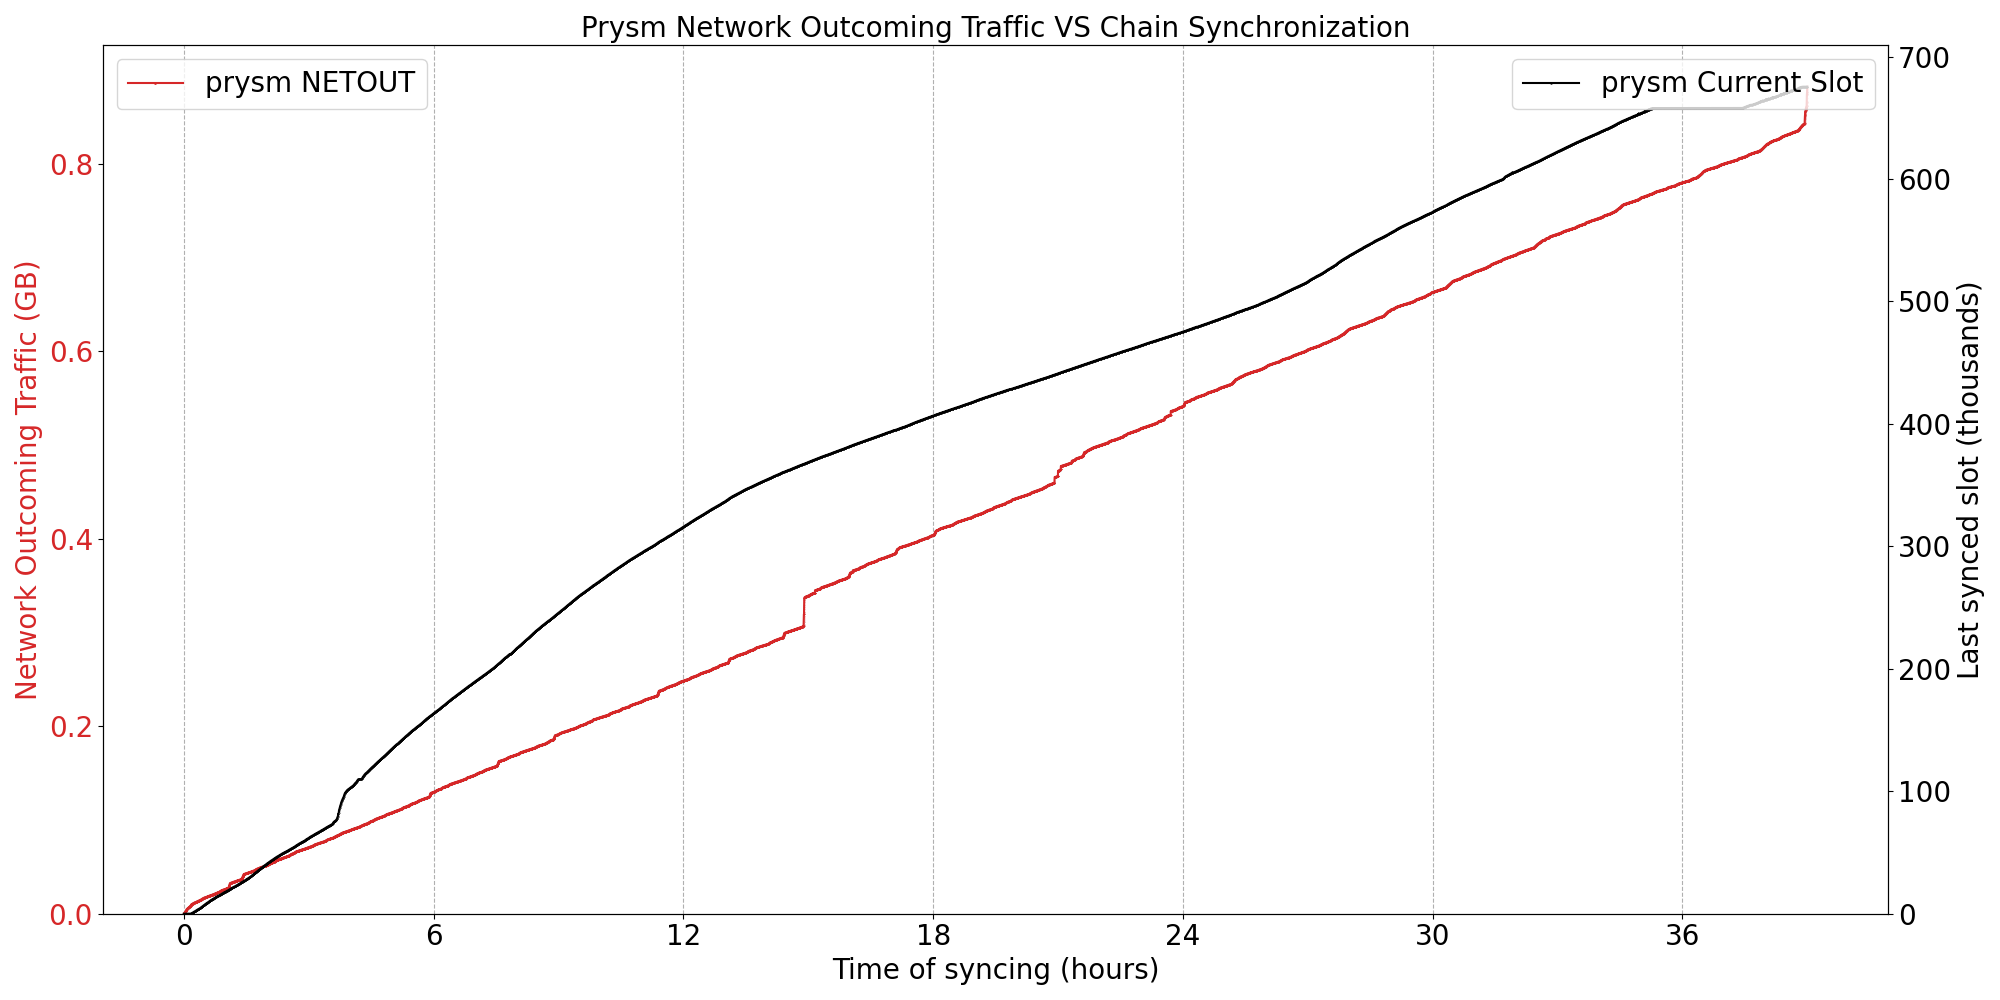 Prysm Network Outcoming Traffic VS Chain Synchronization
prysm NETOUT
prysm Current Slot
Network Outcoming Traffic (GB)
0.8
0.6
0.4
0.2
0.0
700
600
500
400
300
200
100
0
Last synced slot (thousands)
0 6 12 18 24 30 36
Time of syncing (hours)